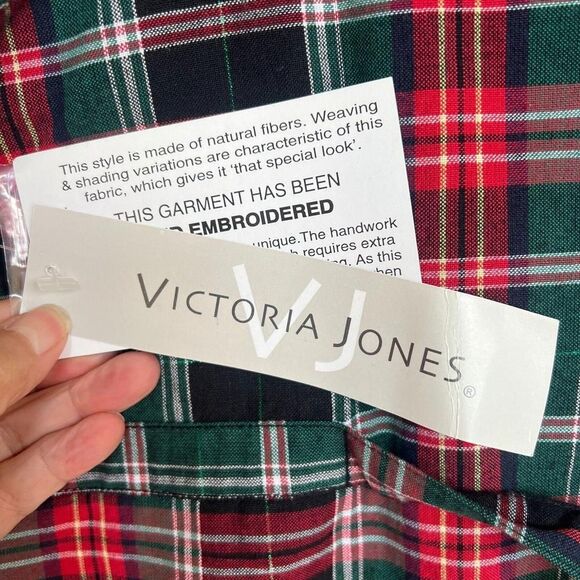 This style is made of natural fibers. Weaving
& shading variations are characteristic of this
fabric, which gives it 'that special look'.
THIS GARMENT HAS BEEN
EMBROIDERED
unique. The handwork
requires extra
. As this
VJ
VICTORIA JONES®